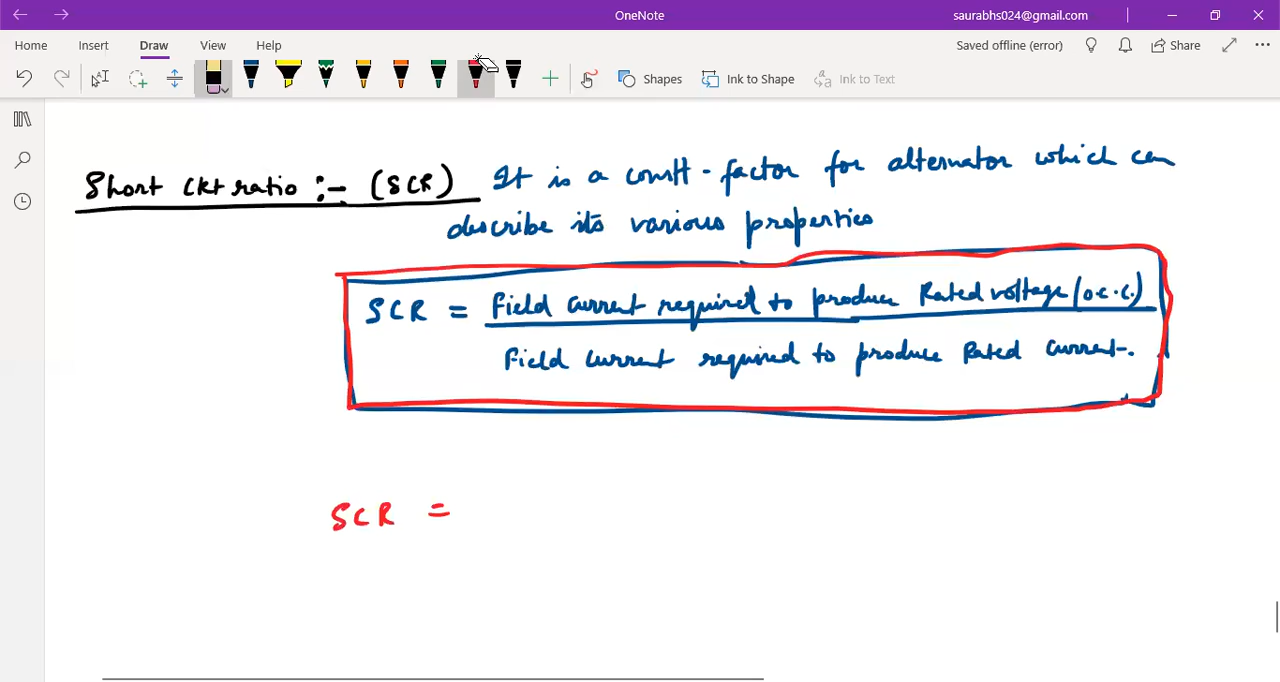 OneNote
saurabhs024@gmail.com
Home Insert Draw View Help
Saved offline (error) Share
Shapes Ink to Shape Ink to Text
Short Ckt ratio :- (SCR) It is a constt - factor for alternator which can
describe its various properties
SCR = Field current required to produce Rated voltage (o.c.)
Field current required to produce Rated current.
SCR =